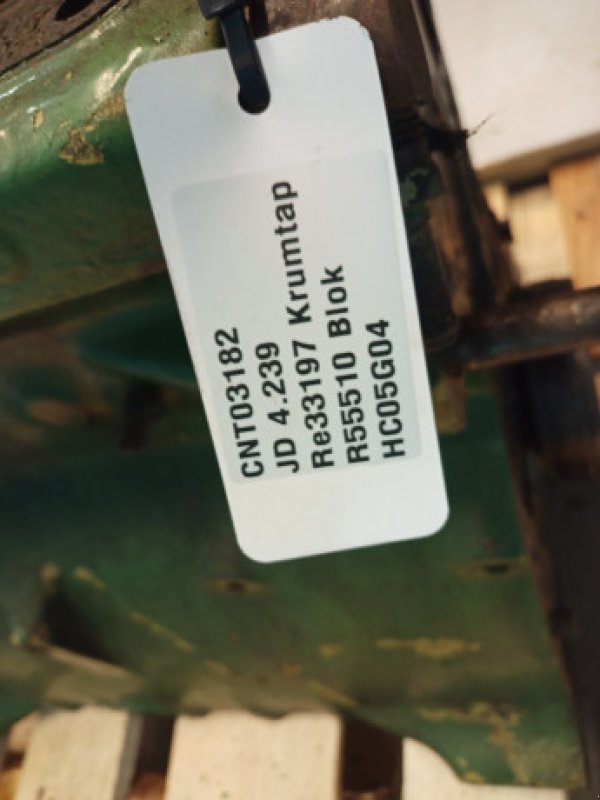 CNT03182
JD 4.239
Re33197 Krumtap
R55510 Blok
HC05G04